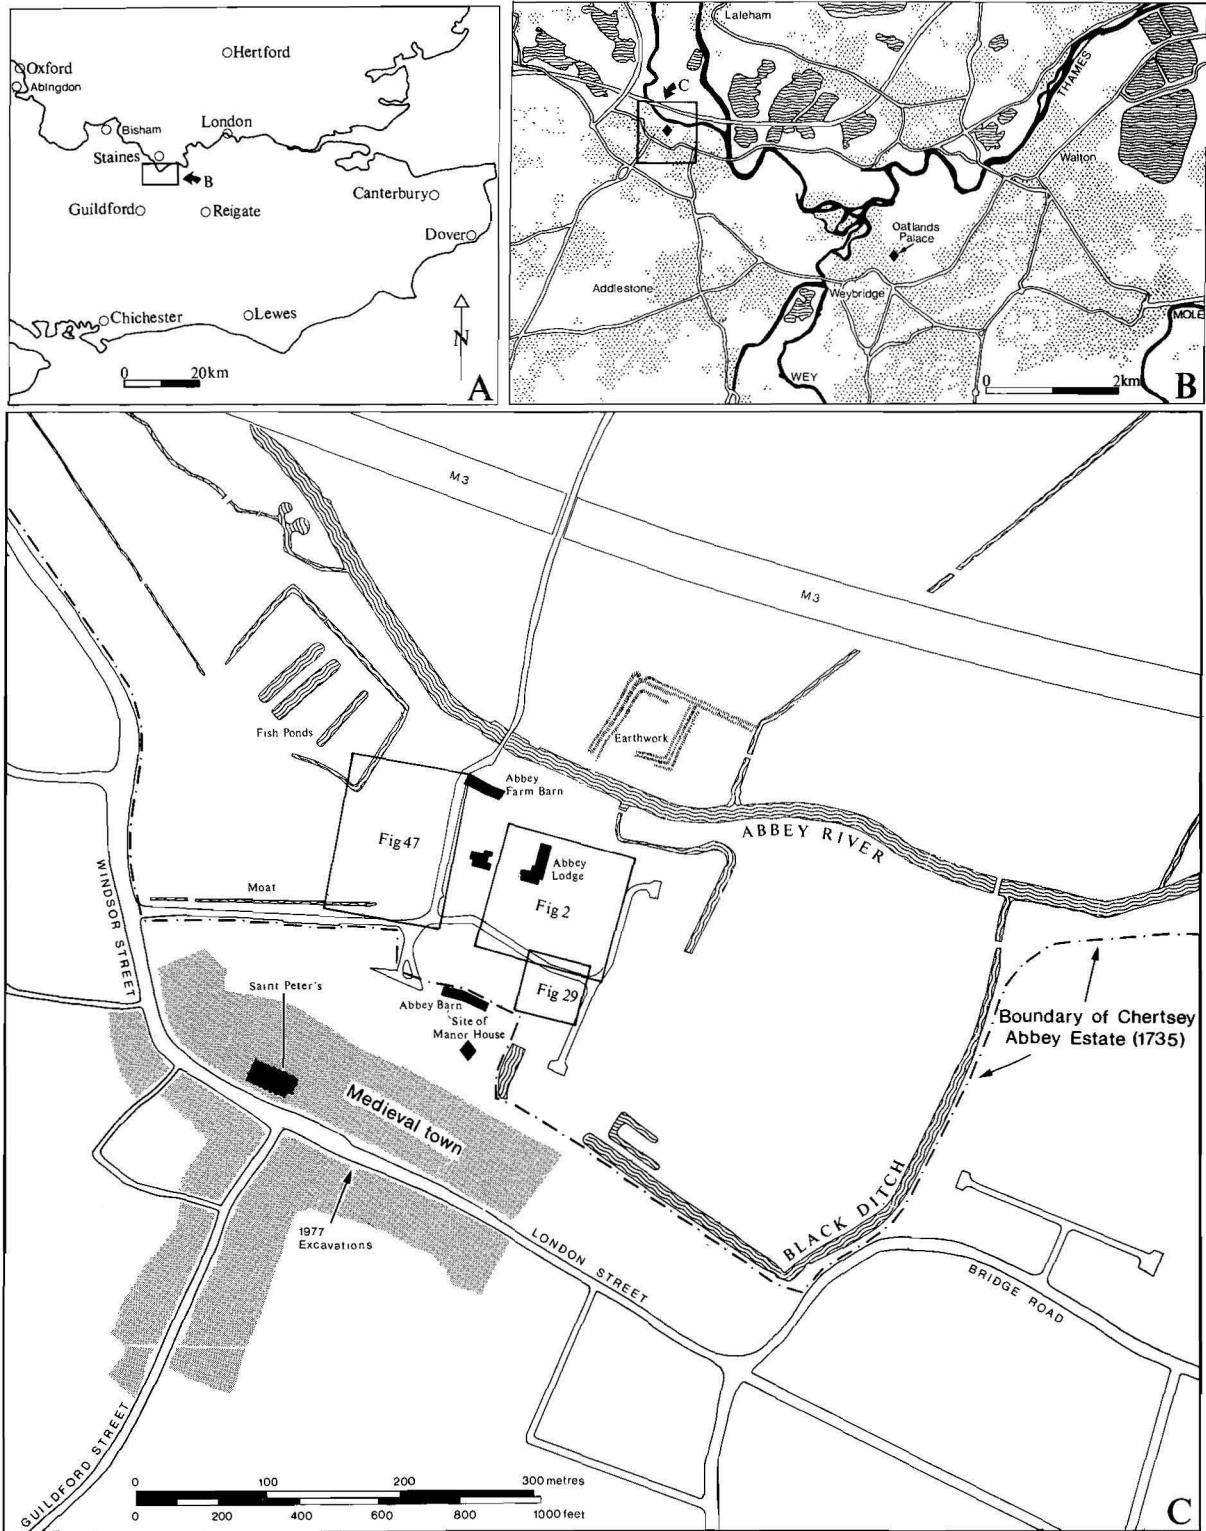 Hertford
Oxford
Abingdon
Bisham
London
Staines
B
Canterbury
Guildford
Reigate
Dover
Chichester
Lewes
N
0 20km
A
Laleham
C
THAMES
Walton
Oatlands
Palace
Addlestone
Weybridge
MOLE
WEY
0 2km
B
M3
M3
Fish Ponds
Earthwork
Abbey
Farm Barn
ABBEY RIVER
Fig 47
Abbey
Lodge
WINDSOR STREET
Moat
Fig 2
Saint Peter's
Abbey Barn
Fig 29
Site of
Manor House
Boundary of Chertsey
Abbey Estate (1735)
Medieval town
BLACK DITCH
1977
Excavations
LONDON STREET
BRIDGE ROAD
GUILDFORD STREET
0 100 200 300 metres
0 200 400 600 800 1000 feet
C